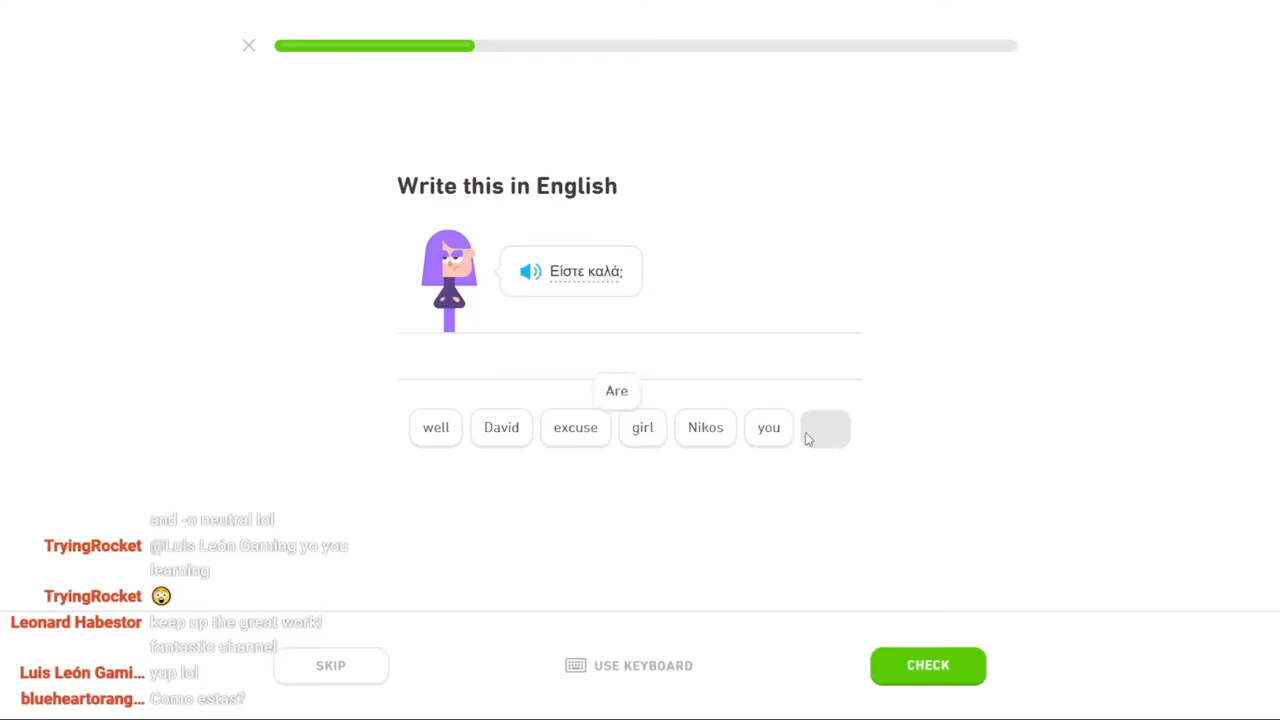 Write this in English
Είστε καλά;
Are
well David excuse girl Nikos you
and -o neutral lol
TryingRocket @Luis León Gaming yo you
learning
TryingRocket 😲
Leonard Habestor keep up the great work!
fantastic channel
Luis León Gami... yup lol
blueheartorang... Como estas?
SKIP USE KEYBOARD CHECK